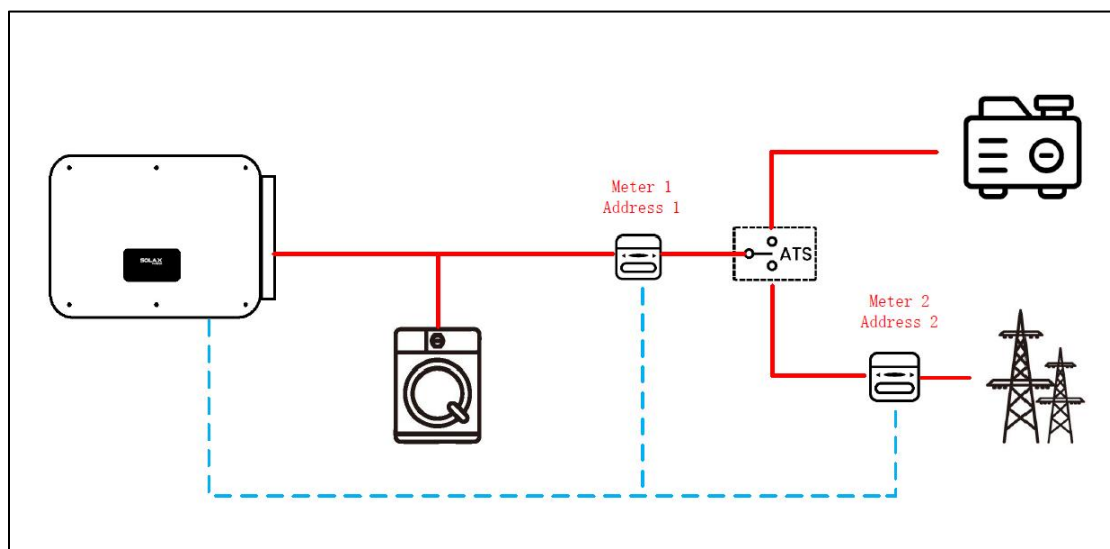 SOLAX
Meter 1
Address 1
ATS
Meter 2
Address 2